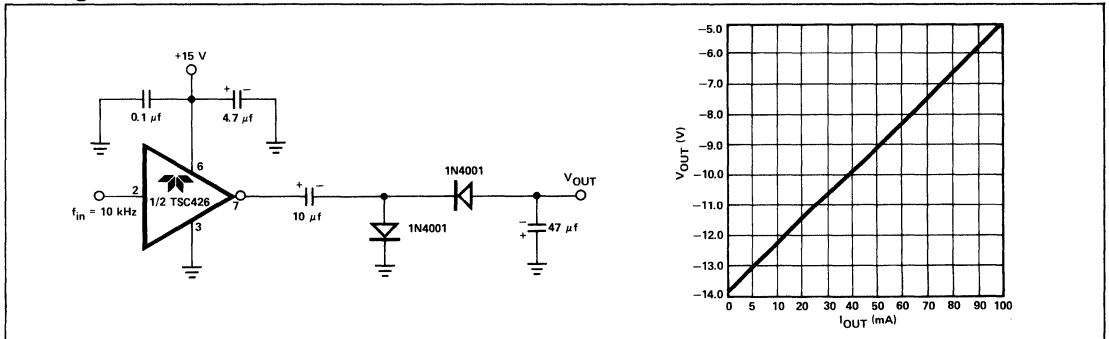 +15 V
+ −
0.1 μf
4.7 μf
6
2
1/2 TSC426
7
3
f_in = 10 kHz
+ −
10 μf
1N4001
1N4001
V_OUT
−
+
47 μf
V_OUT (V)
−5.0
−6.0
−7.0
−8.0
−9.0
−10.0
−11.0
−12.0
−13.0
−14.0
0 5 10 20 30 40 50 60 70 80 90 100
I_OUT (mA)